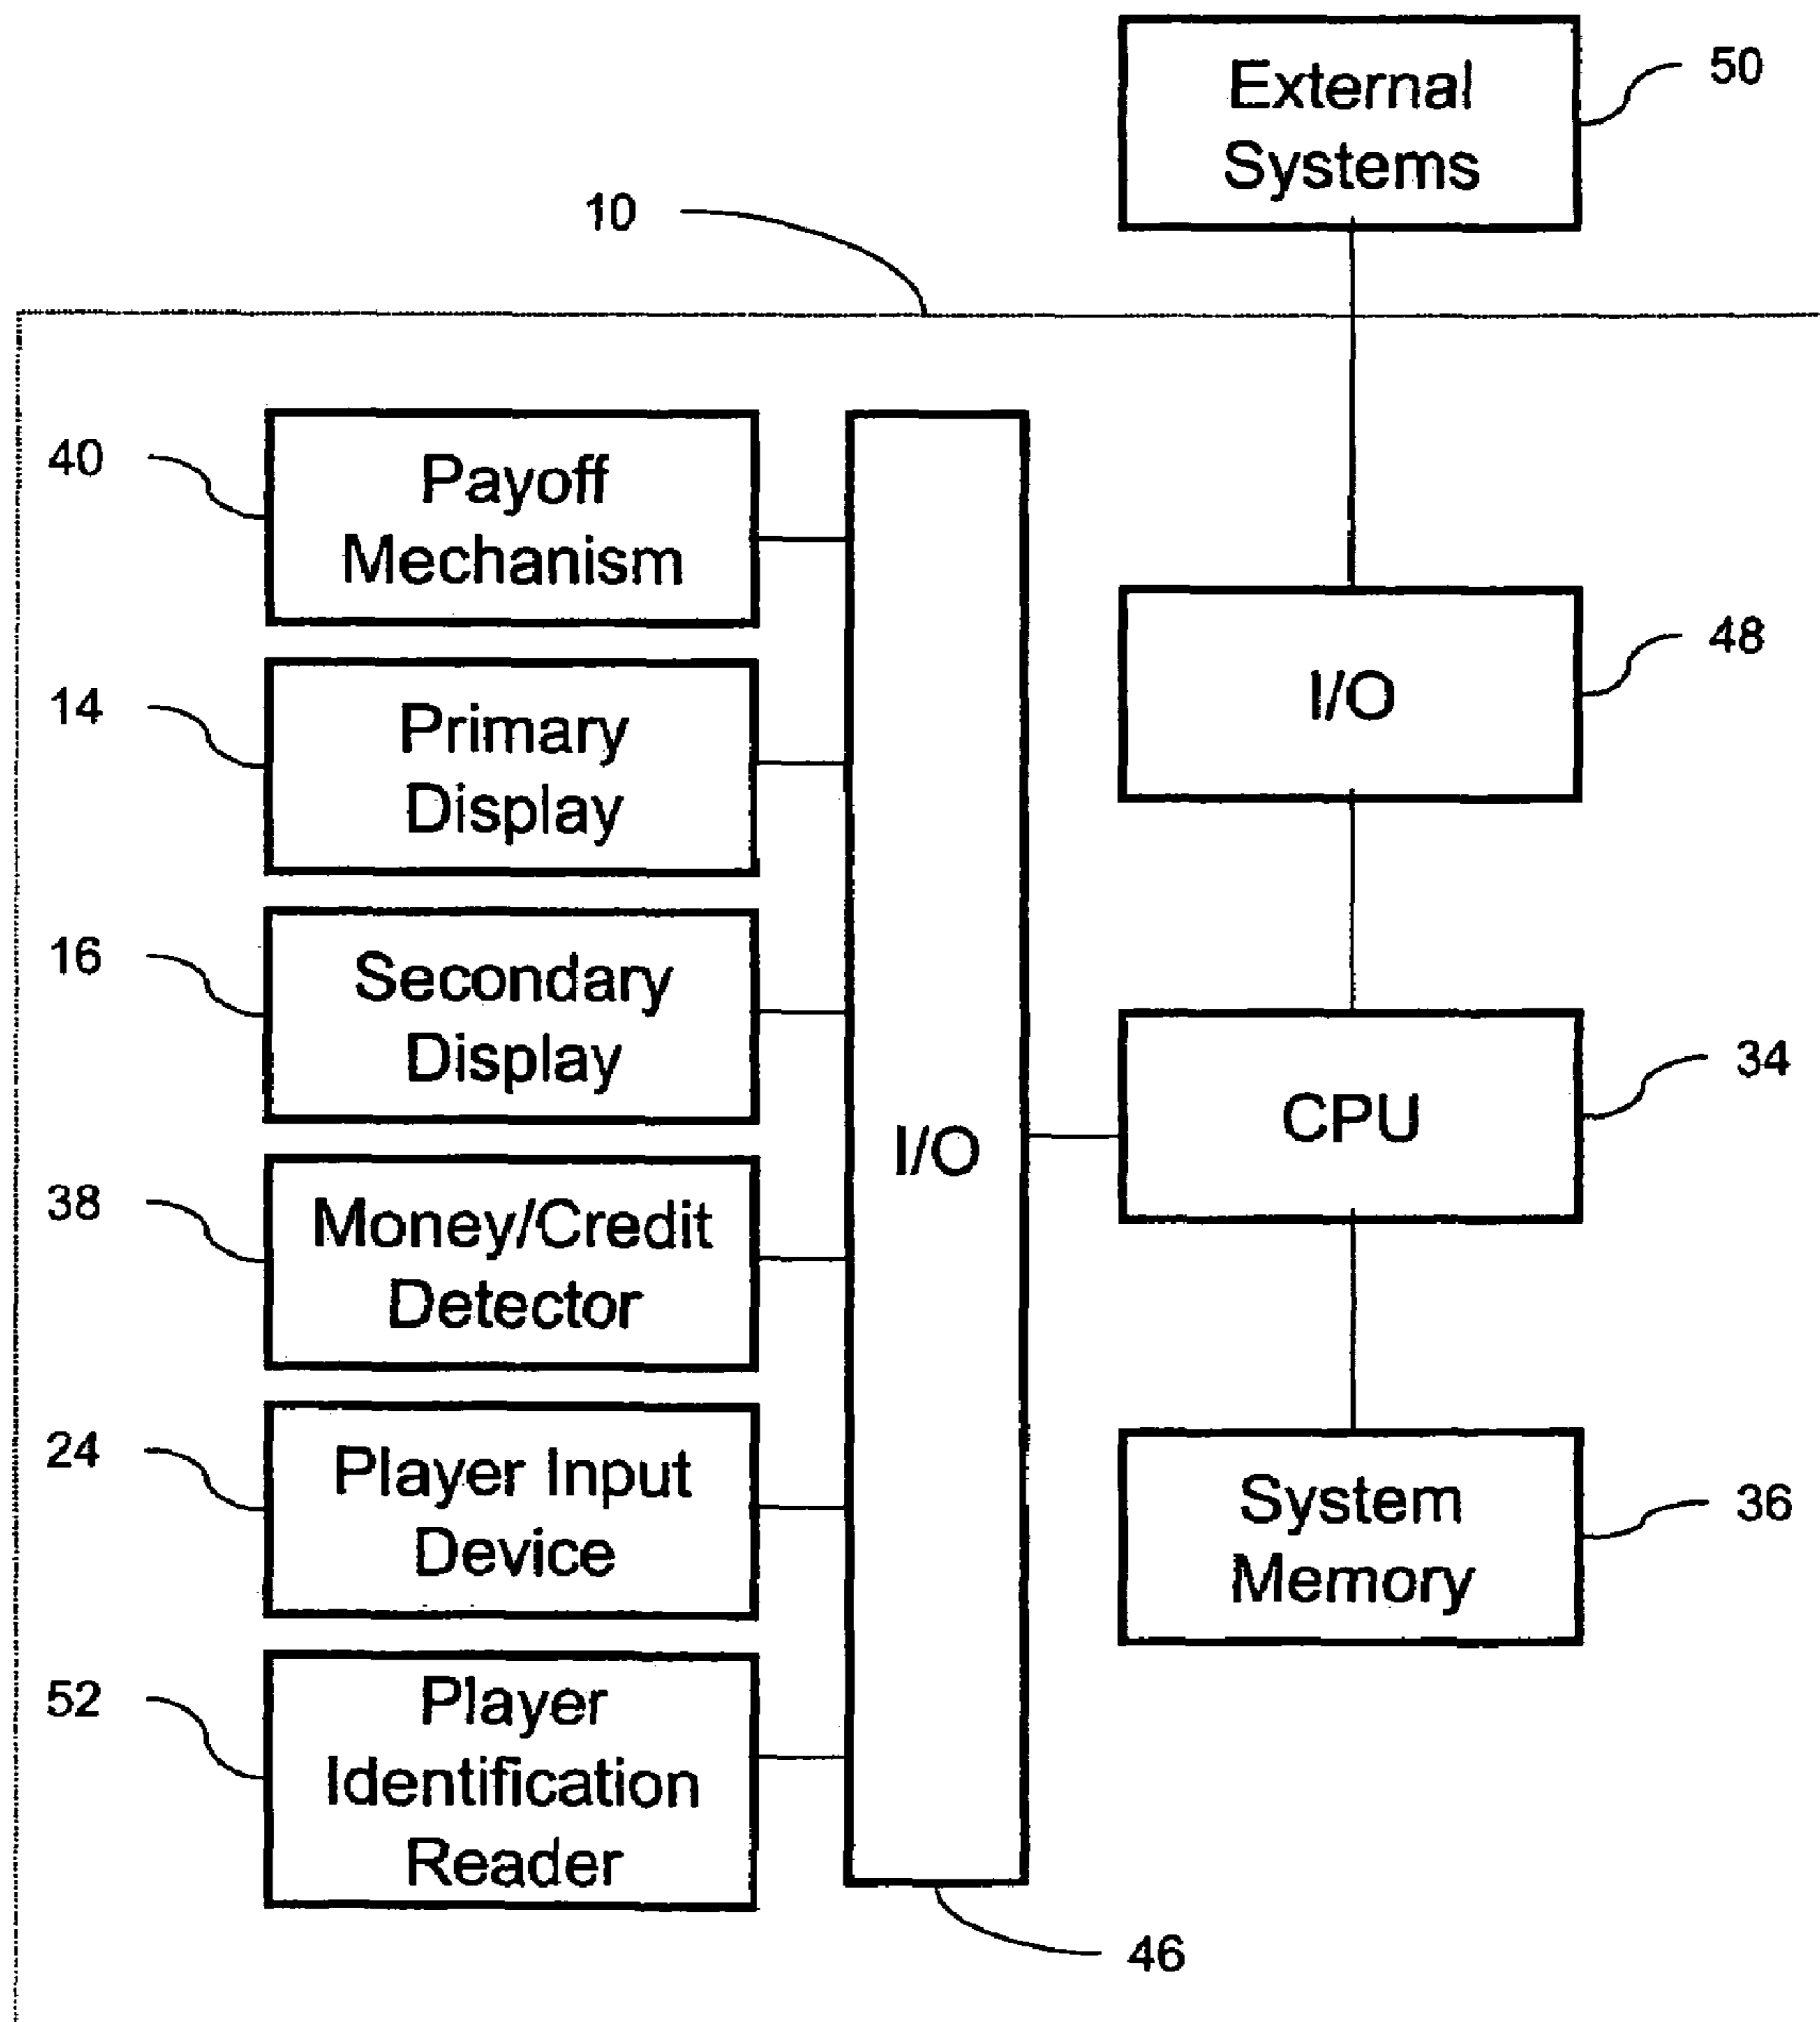 External
Systems
50
10
40
Payoff
Mechanism
14
Primary
Display
16
Secondary
Display
38
Money/Credit
Detector
24
Player Input
Device
52
Player
Identification
Reader
I/O
46
I/O
48
CPU
34
System
Memory
36